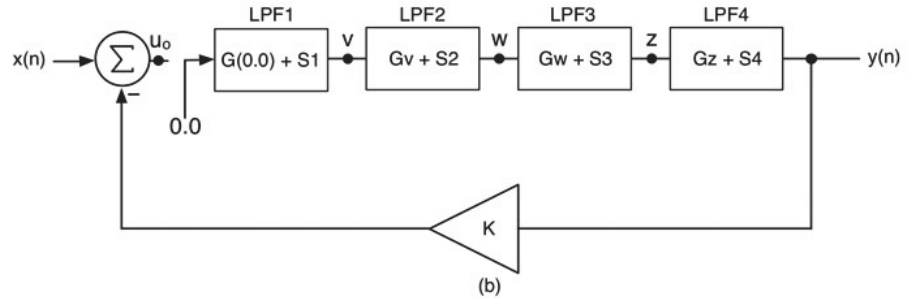 LPF1 LPF2 LPF3 LPF4
x(n) Σ uo G(0.0) + S1 v Gv + S2 w Gw + S3 z Gz + S4 y(n)
−
0.0
K
(b)